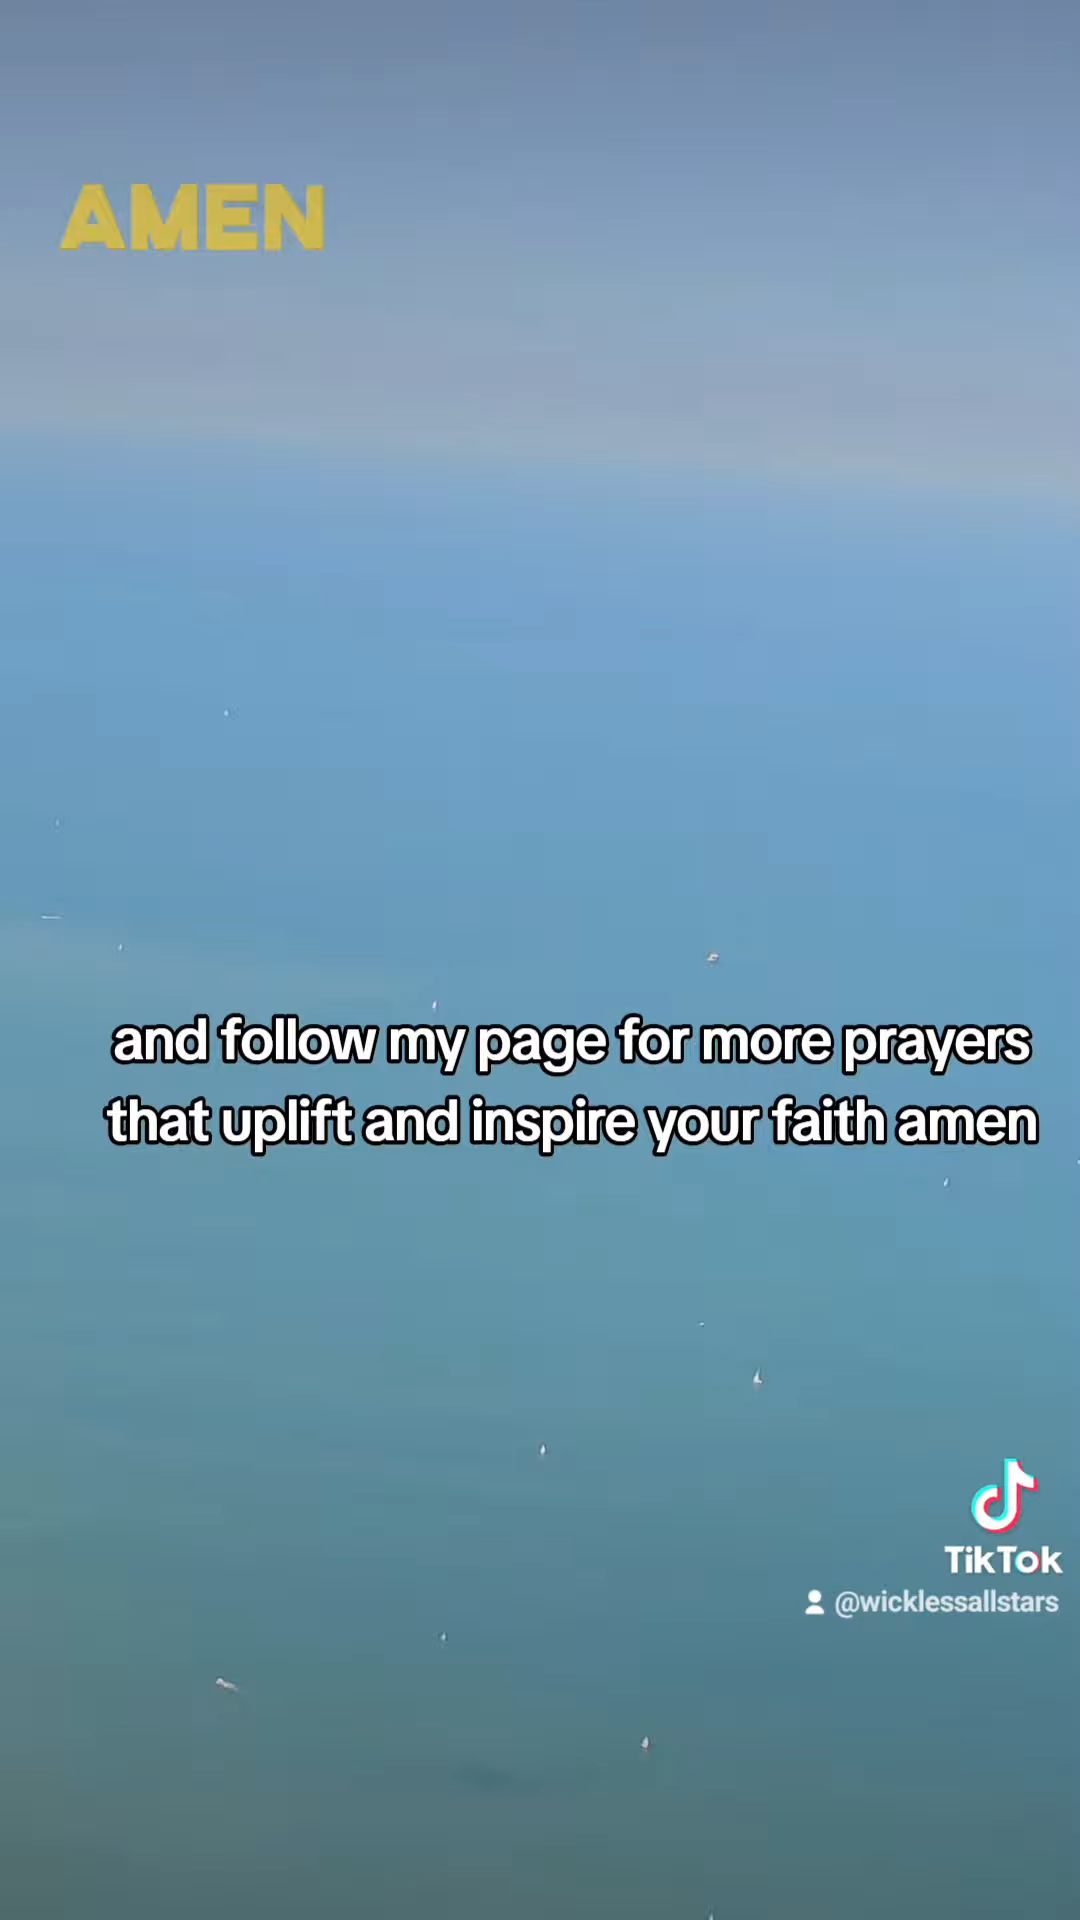 AMEN
and follow my page for more prayers
that uplift and inspire your faith amen
TikTok
@wicklessallstars